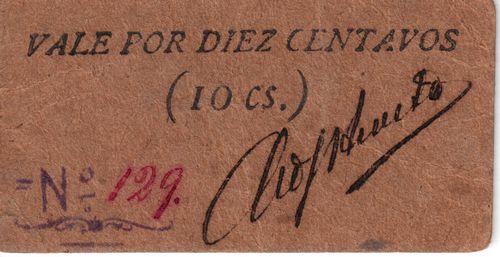 VALE POR DIEZ CENTAVOS
(10 CS.)
=Nº 129.